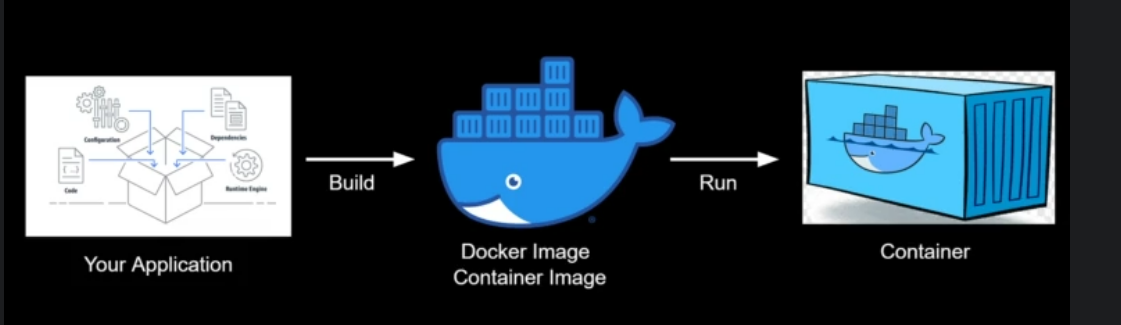 Configuration
Dependencies
Code
Runtime Engine
Build
Run
Your Application
Docker Image
Container Image
Container